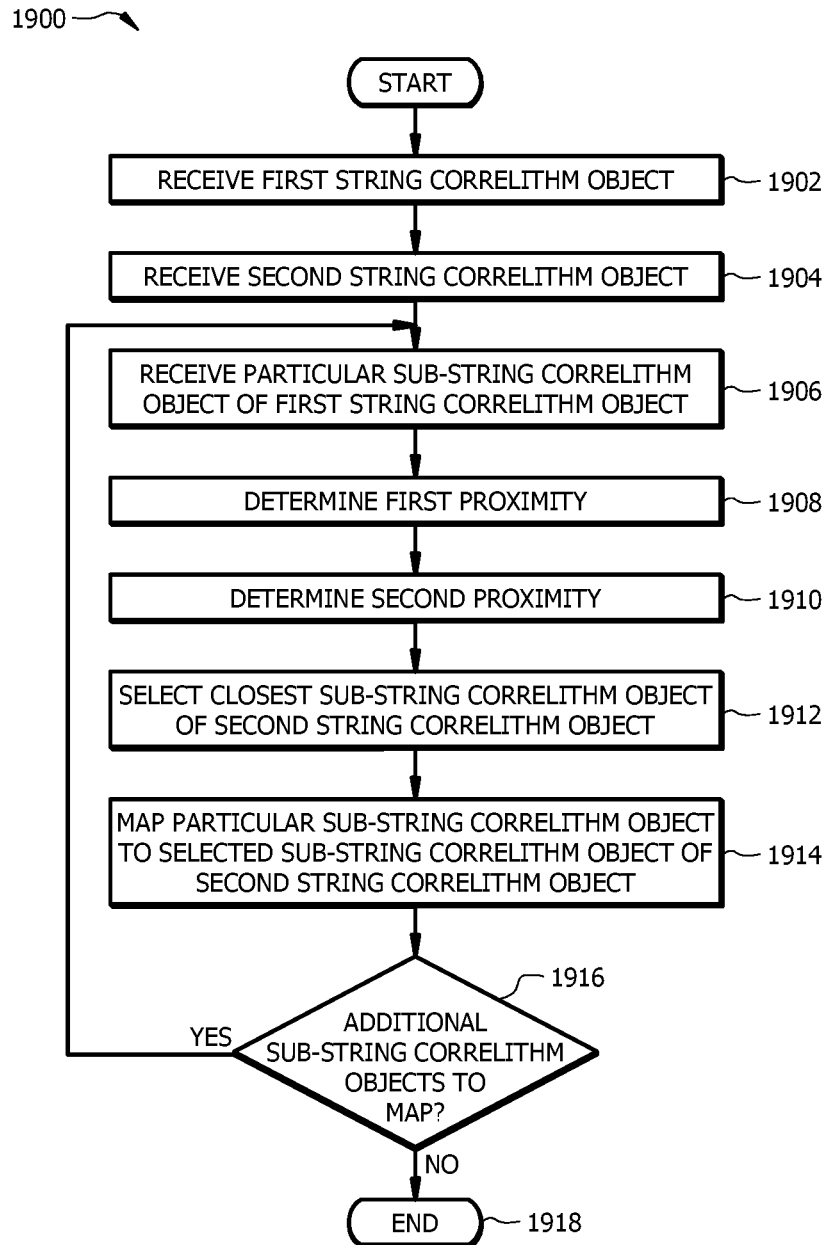 1900
START
RECEIVE FIRST STRING CORRELITHM OBJECT
1902
RECEIVE SECOND STRING CORRELITHM OBJECT
1904
RECEIVE PARTICULAR SUB-STRING CORRELITHM
OBJECT OF FIRST STRING CORRELITHM OBJECT
1906
DETERMINE FIRST PROXIMITY
1908
DETERMINE SECOND PROXIMITY
1910
SELECT CLOSEST SUB-STRING CORRELITHM OBJECT
OF SECOND STRING CORRELITHM OBJECT
1912
MAP PARTICULAR SUB-STRING CORRELITHM OBJECT
TO SELECTED SUB-STRING CORRELITHM OBJECT OF
SECOND STRING CORRELITHM OBJECT
1914
1916
YES
ADDITIONAL
SUB-STRING CORRELITHM
OBJECTS TO
MAP?
NO
END
1918